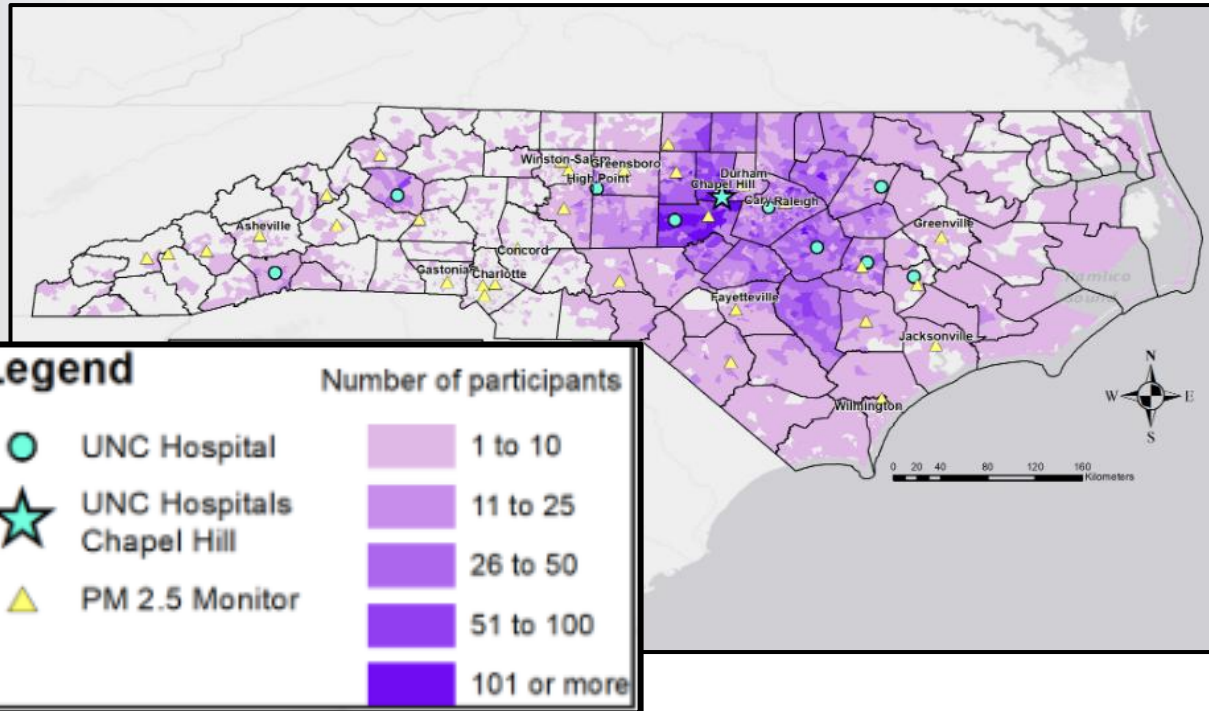 Winston-Salem
Greensboro
High Point
Durham
Chapel Hill
Cary
Raleigh
Asheville
Greenville
Concord
Gastonia
Charlotte
Pamlico
Sound
Fayetteville
Jacksonville
Wilmington
N
W E
S
0 20 40 80 120 160
Kilometers
Legend
Number of participants
UNC Hospital
UNC Hospitals
Chapel Hill
PM 2.5 Monitor
1 to 10
11 to 25
26 to 50
51 to 100
101 or more